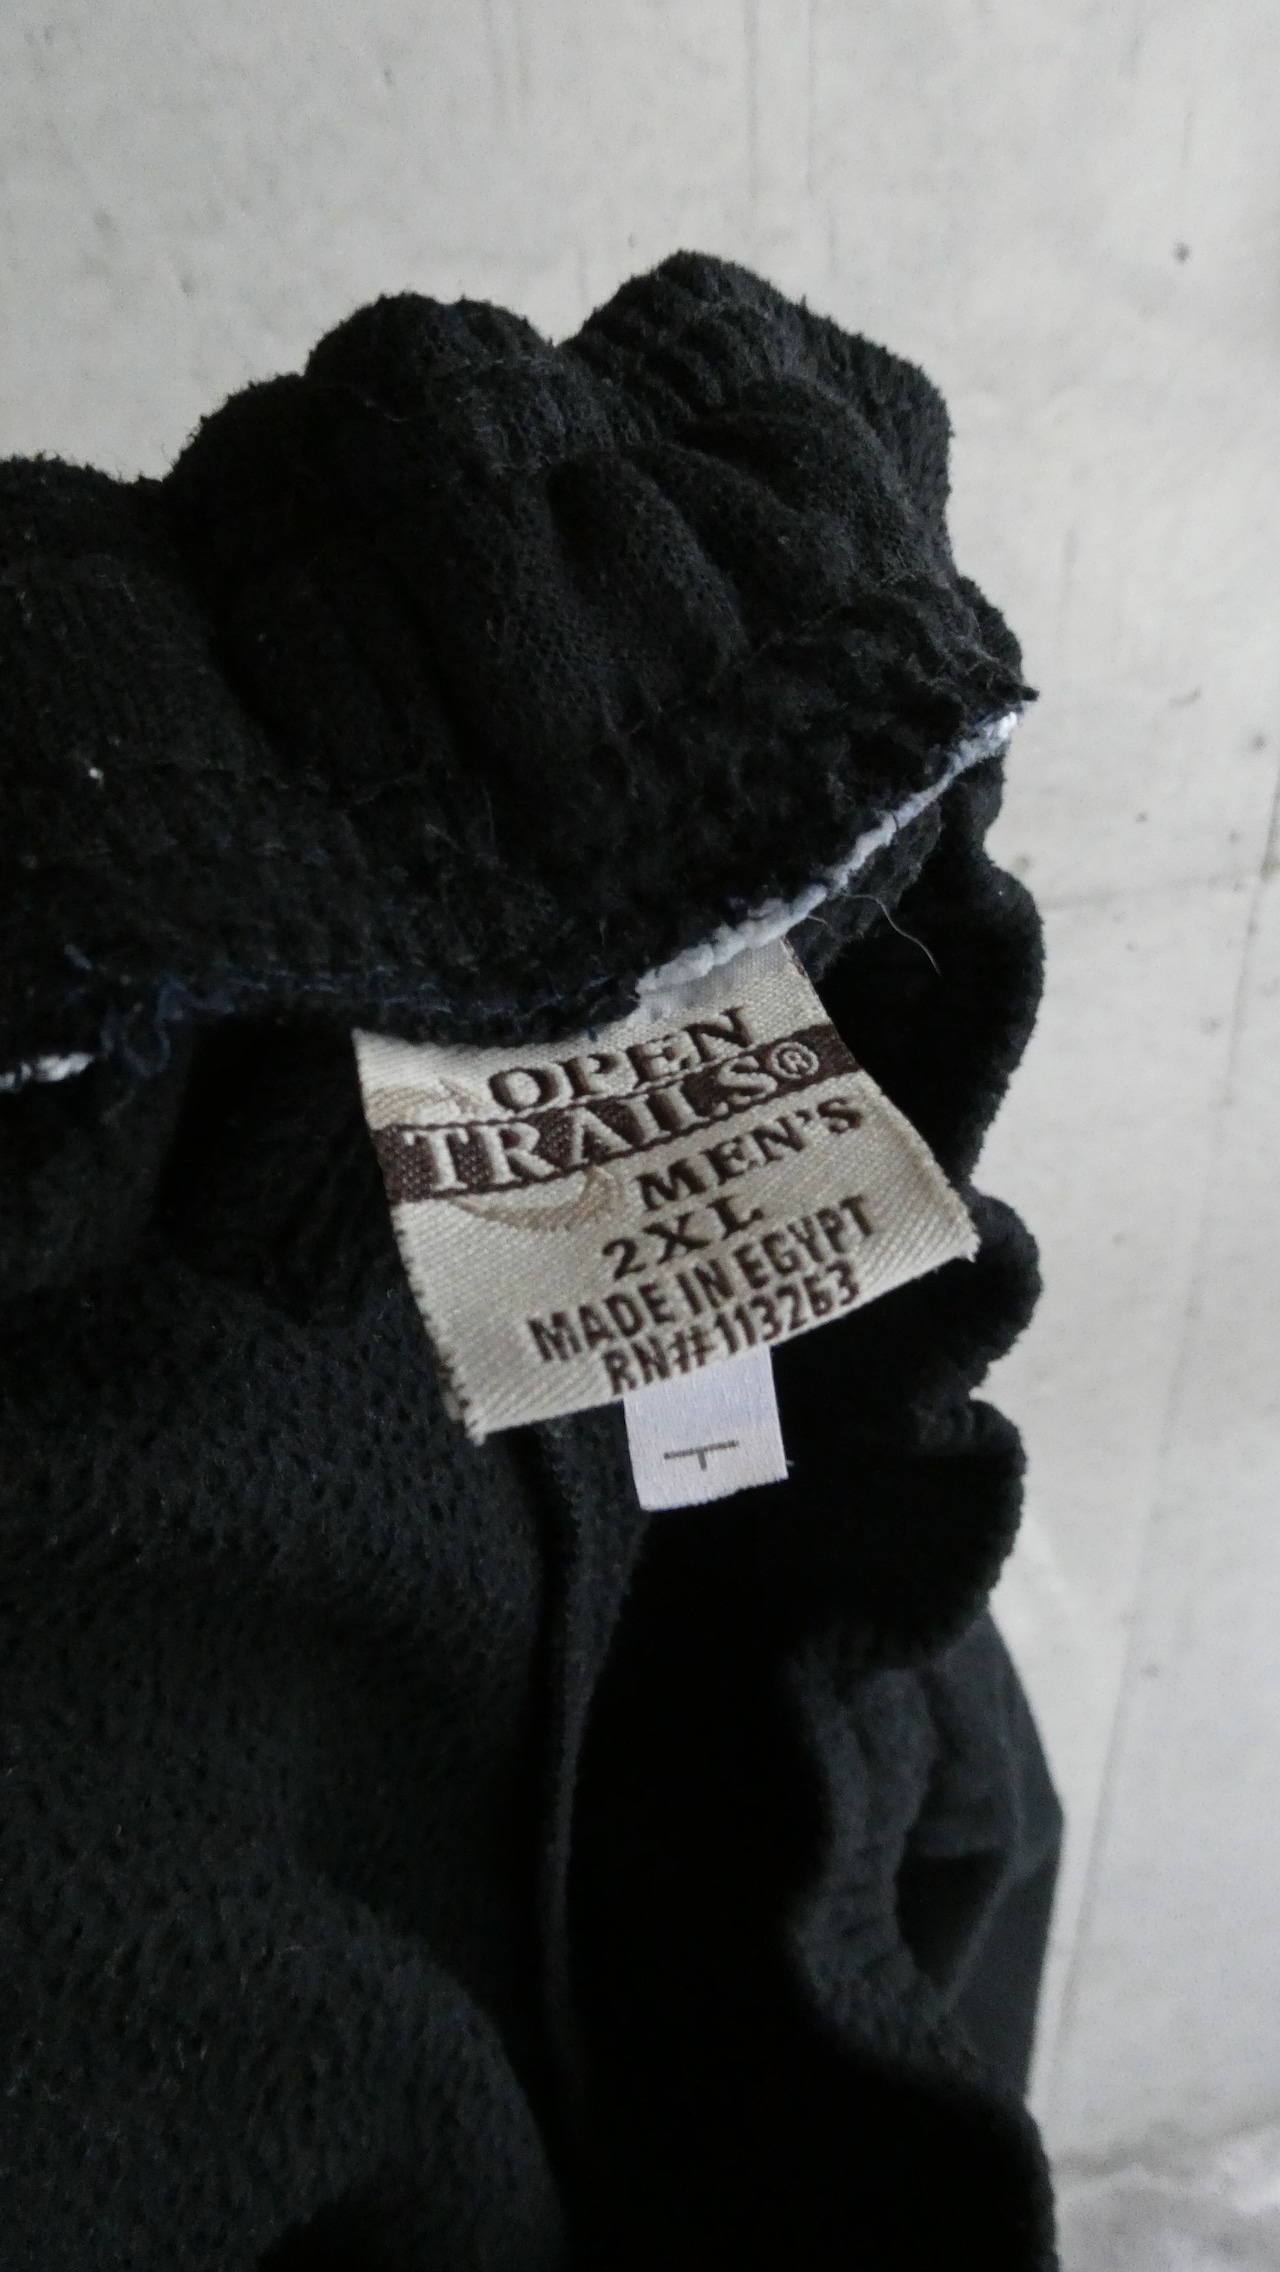 OPEN
TRAILS®
MEN'S
2XL
MADE IN EGYPT
RN#113263
T